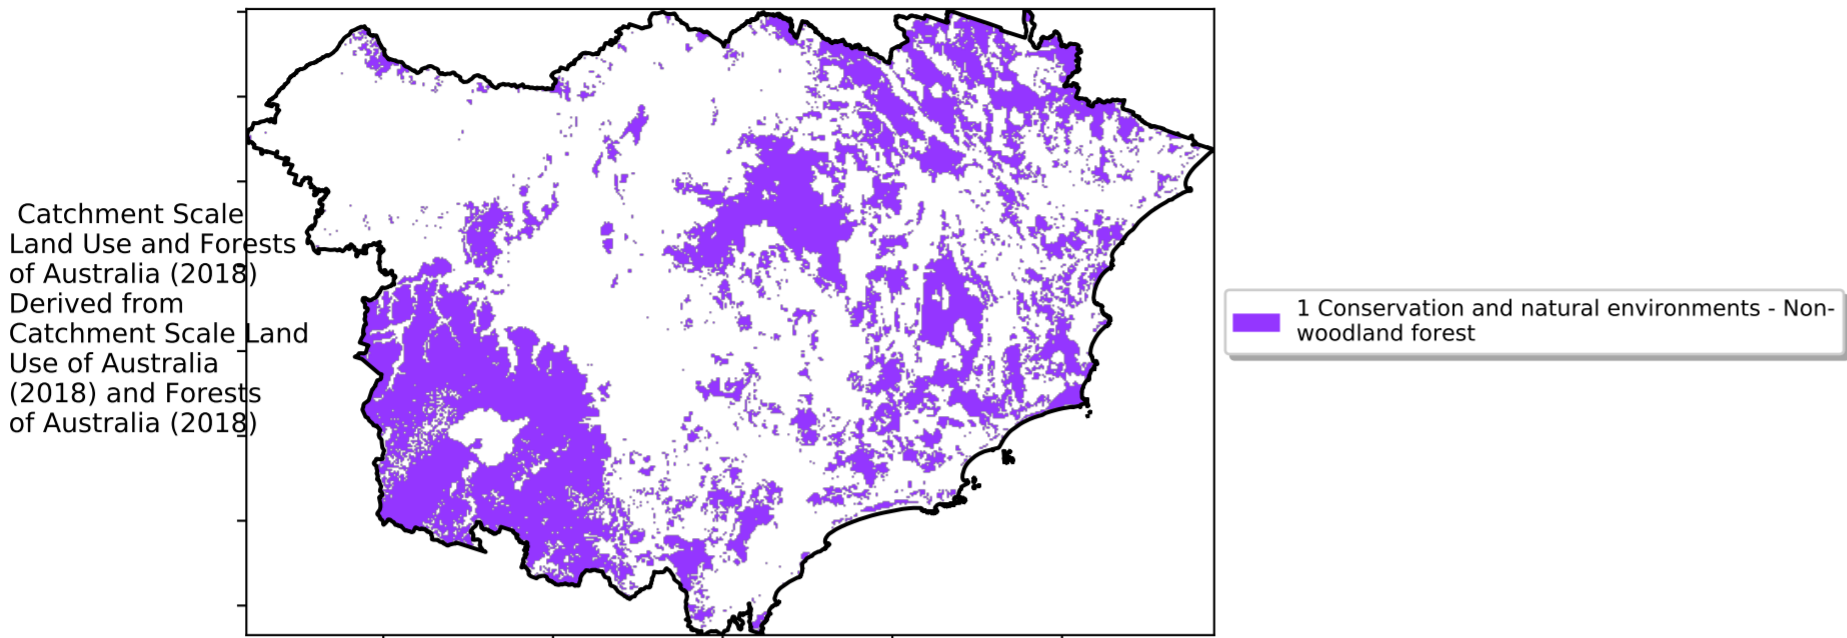 Catchment Scale
Land Use and Forests
of Australia (2018)
Derived from
Catchment Scale Land
Use of Australia
(2018) and Forests
of Australia (2018)
1 Conservation and natural environments - Non-
woodland forest